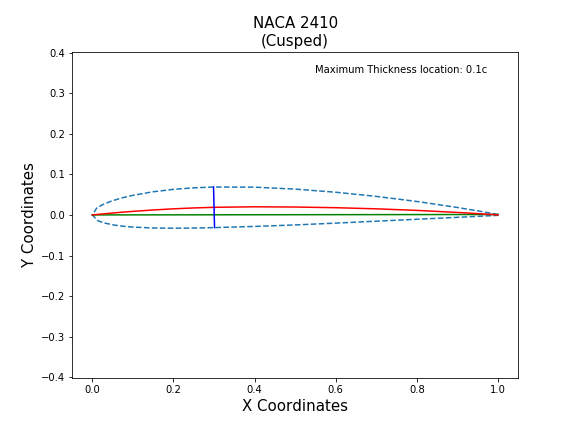 NACA 2410
(Cusped)
Maximum Thickness location: 0.1c
0.4
0.3
0.2
0.1
0.0
−0.1
−0.2
−0.3
−0.4
Y Coordinates
0.0 0.2 0.4 0.6 0.8 1.0
X Coordinates